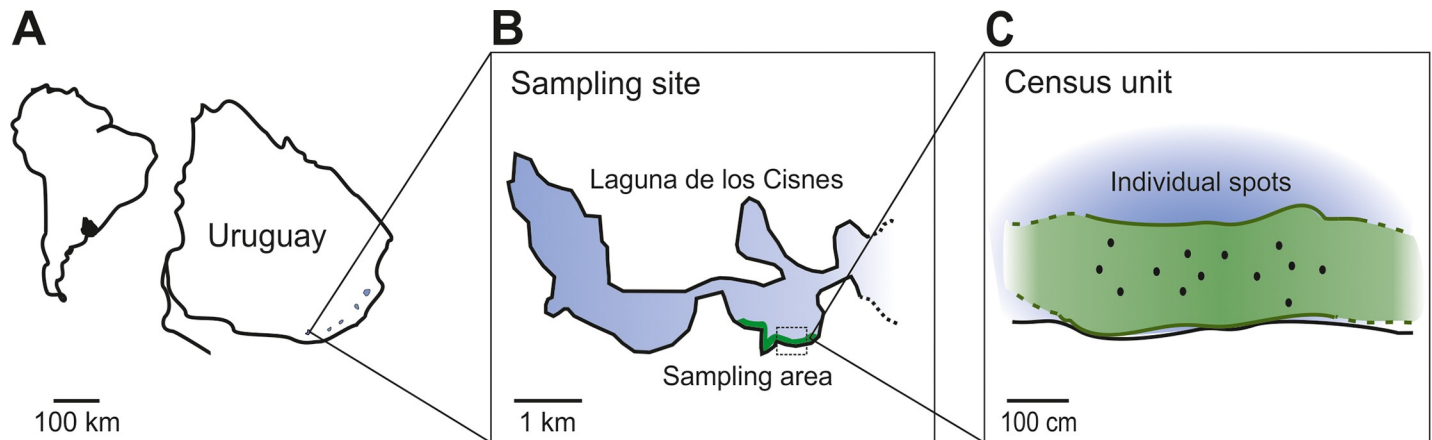 A
Uruguay
100 km
B
Sampling site
Laguna de los Cisnes
Sampling area
1 km
C
Census unit
Individual spots
100 cm